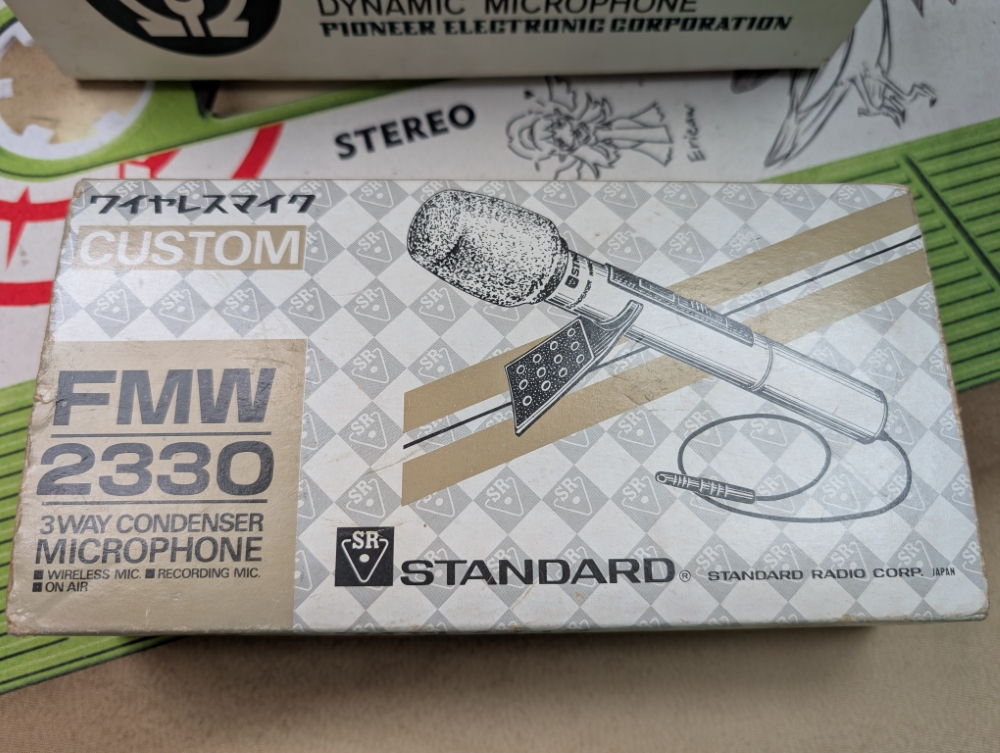 DYNAMIC MICROPHONE
PIONEER ELECTRONIC CORPORATION
STEREO
ワイヤレスマイク
CUSTOM
FMW
2330
3WAY CONDENSER
MICROPHONE
■ WIRELESS MIC. ■ RECORDING MIC.
■ ON AIR
SR STANDARD® STANDARD RADIO CORP. JAPAN